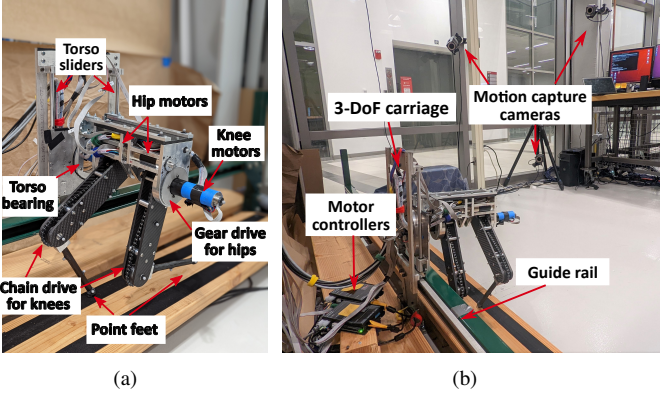 Torso
sliders
Hip motors
Knee
motors
Torso
bearing
Gear drive
for hips
Chain drive
for knees
Point feet
(a)
3-DoF carriage
Motion capture
cameras
Motor
controllers
Guide rail
(b)